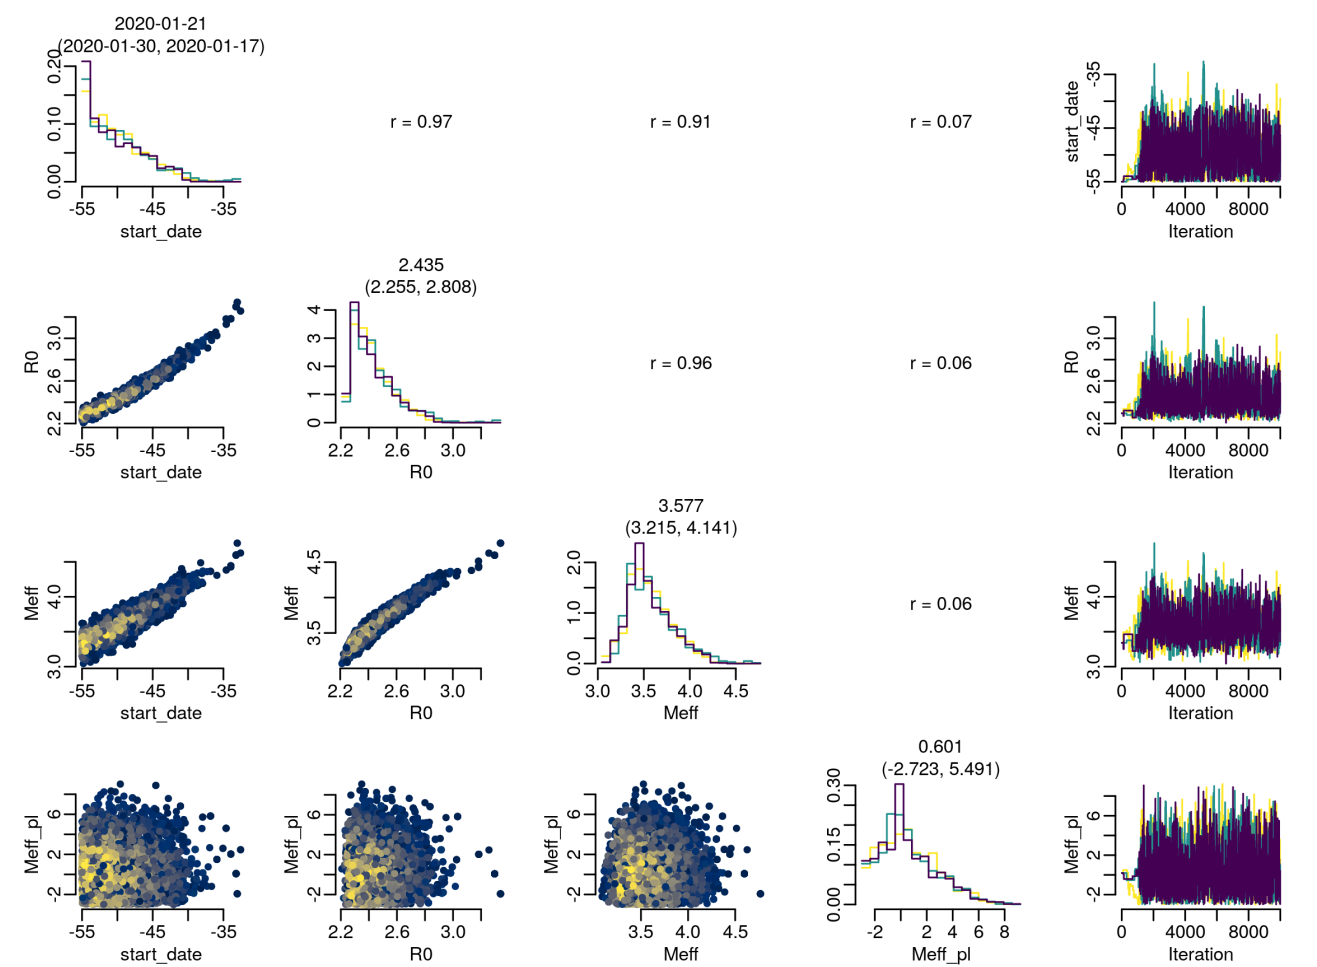 2020-01-21
(2020-01-30, 2020-01-17)
0.00 0.10 0.20
-55 -45 -35
start_date
r = 0.97
r = 0.91
r = 0.07
start_date
-55 -45 -35
0 4000 8000
Iteration
R0
2.2 2.6 3.0
-55 -45 -35
start_date
2.435
(2.255, 2.808)
0 1 2 3 4
2.2 2.6 3.0
R0
r = 0.96
r = 0.06
R0
2.2 2.6 3.0
0 4000 8000
Iteration
Meff
3.0 4.0
-55 -45 -35
start_date
Meff
3.5 4.5
2.2 2.6 3.0
R0
3.577
(3.215, 4.141)
0.0 1.0 2.0
3.0 3.5 4.0 4.5
Meff
r = 0.06
Meff
3.0 4.0
0 4000 8000
Iteration
Meff_pl
-2 2 6
-55 -45 -35
start_date
Meff_pl
-2 2 6
2.2 2.6 3.0
R0
Meff_pl
-2 2 6
3.5 4.0 4.5
Meff
0.601
(-2.723, 5.491)
0.00 0.15 0.30
-2 0 2 4 6 8
Meff_pl
Meff_pl
-2 2 6
0 4000 8000
Iteration